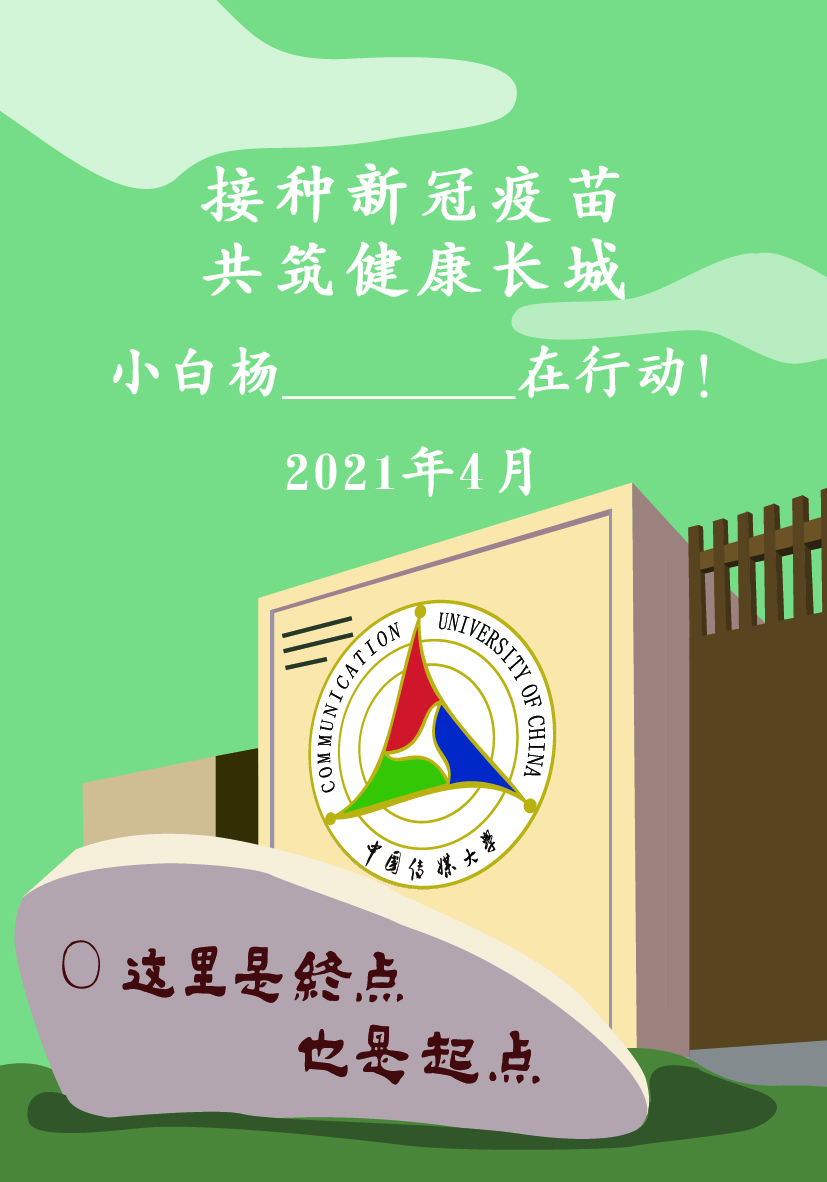 接种新冠疫苗
共筑健康长城
小白杨_________在行动！
2021年4月
COMMUNICATION UNIVERSITY OF CHINA
中国传媒大学
〇 这里是終点
也是起点